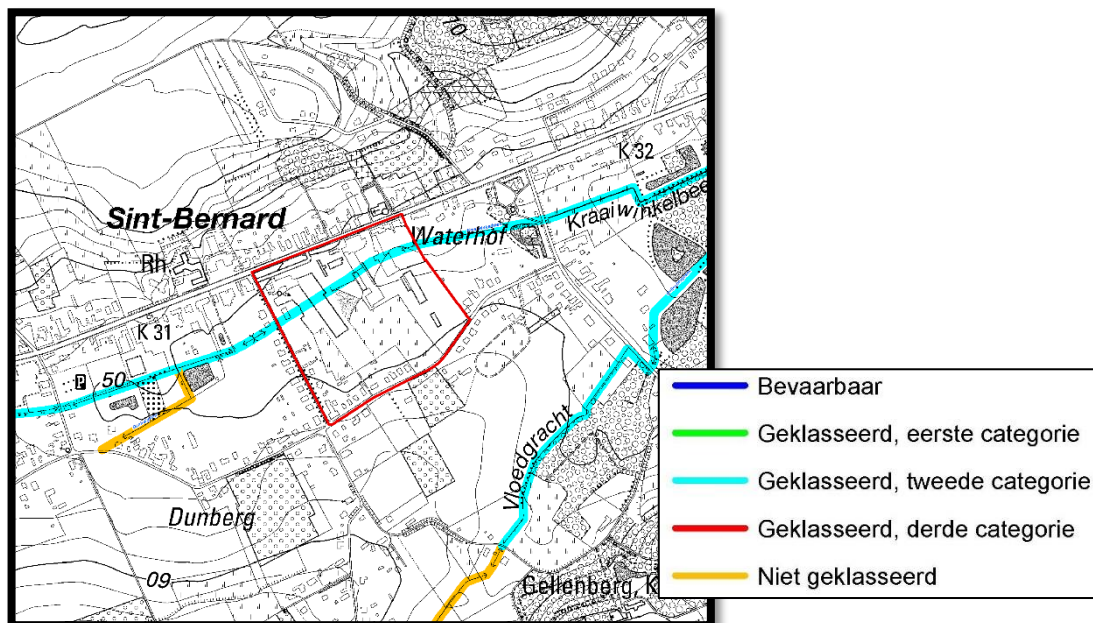 10
K 32
Kraaiwinkelbee
Sint-Bernard
Waterhof
Rh
K 31
P
50
Vloedgracht
Dunberg
09
Gellenberg, K
Bevaarbaar
Geklasseerd, eerste categorie
Geklasseerd, tweede categorie
Geklasseerd, derde categorie
Niet geklasseerd